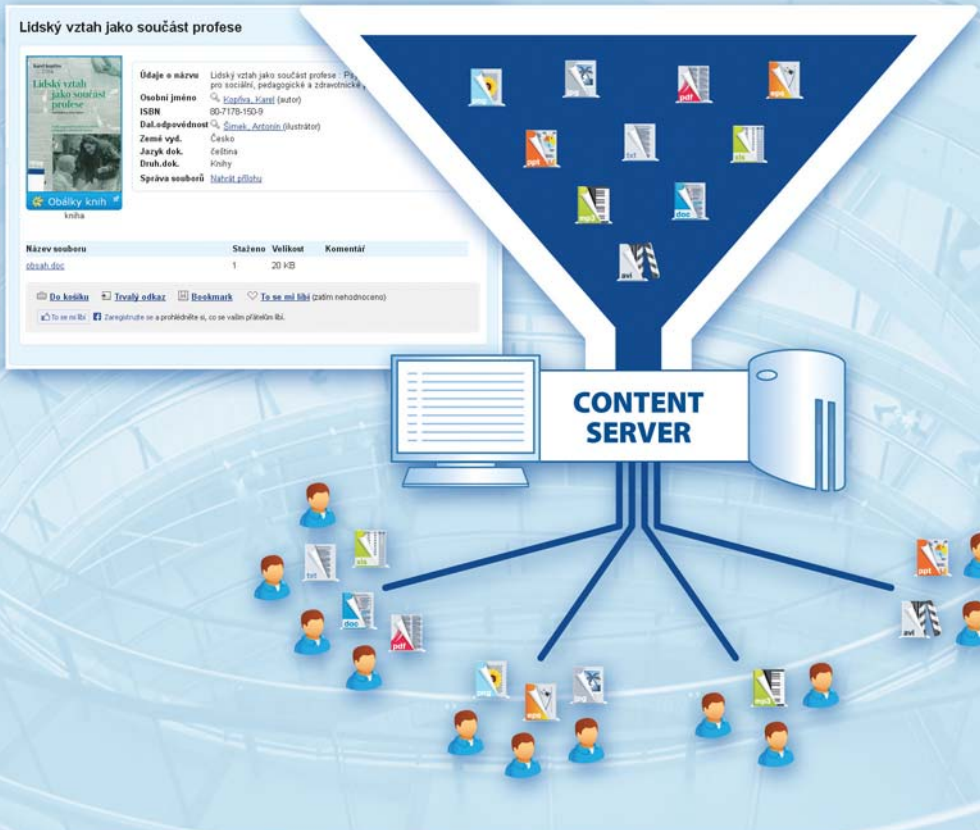 Lidský vztah jako součást profese
Karel Kopřiva
Lidský vztah
jako součást
profese
Obálky knih
kniha
Údaje o názvu Lidský vztah jako součást profese : Psy
pro sociální, pedagogické a zdravotnické
Osobní jméno Kopřiva, Karel (autor)
ISBN 80-7178-150-9
Dal.odpovědnost Šimek, Antonín (ilustrátor)
Země vyd. Česko
Jazyk dok. čeština
Druh.dok. Knihy
Správa souborů Nahrát přílohu
Název souboru Staženo Velikost Komentář
obsah.doc 1 20 KB
Do košíku Trvalý odkaz Bookmark To se mi líbí (zatím nehodnoceno)
To se mi líbí Zaregistrujte se a prohlédněte si, co se vašim přátelům líbí.
png jpg pdf eps
ppt txt xls
mp3 doc
avi
CONTENT
SERVER
txt xls
doc pdf
png eps jpg
mp3
ppt
avi